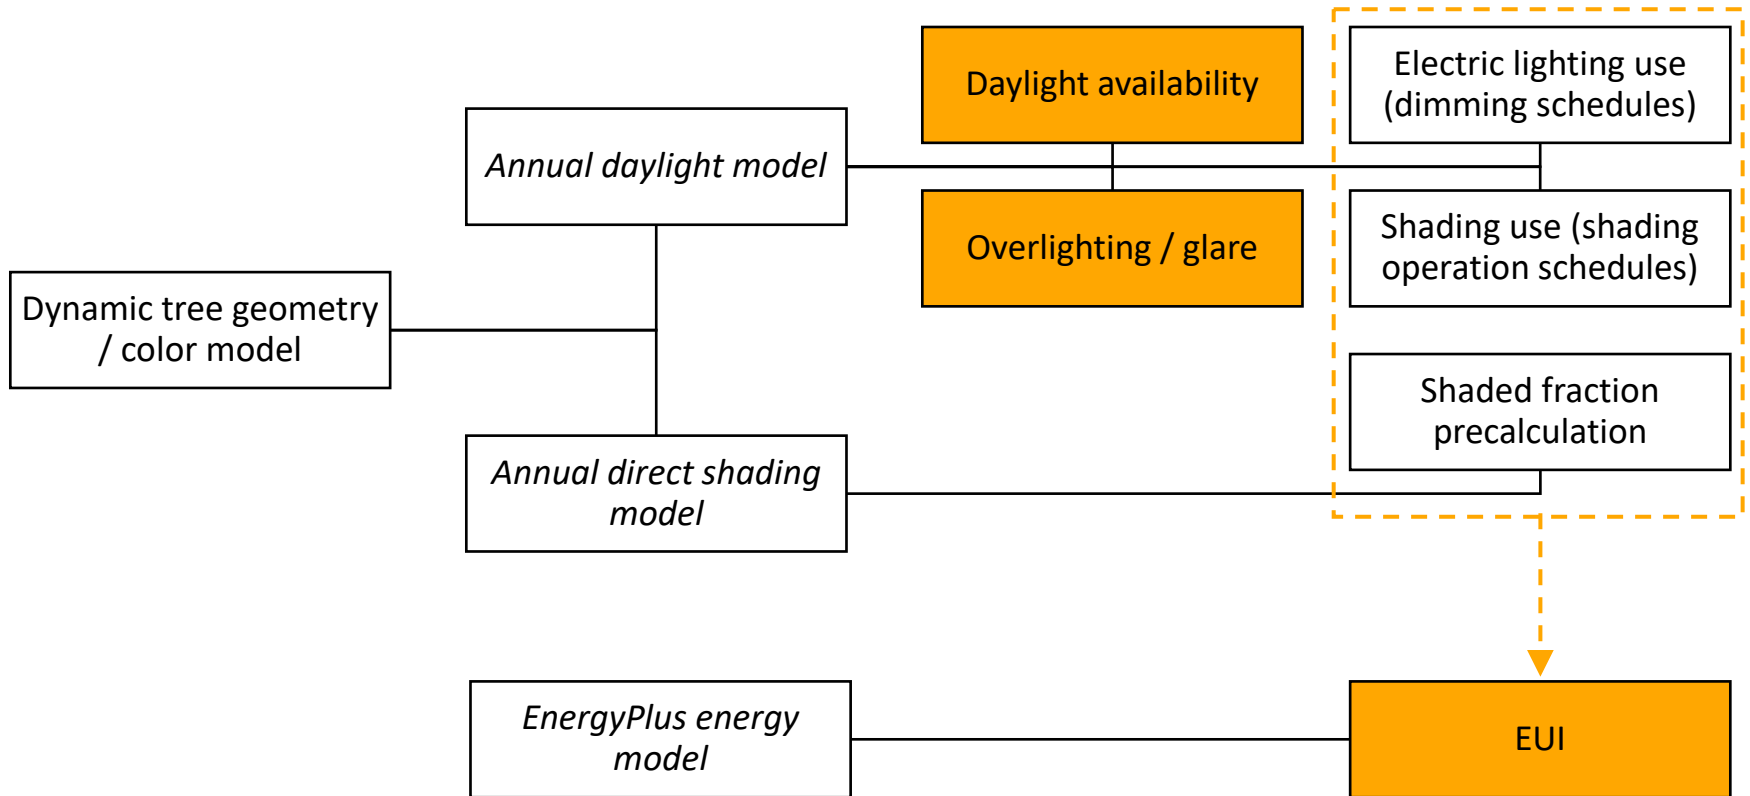 Daylight availability
Electric lighting use
(dimming schedules)
Annual daylight model
Overlighting / glare
Shading use (shading
operation schedules)
Dynamic tree geometry
/ color model
Shaded fraction
precalculation
Annual direct shading
model
EnergyPlus energy
model
EUI